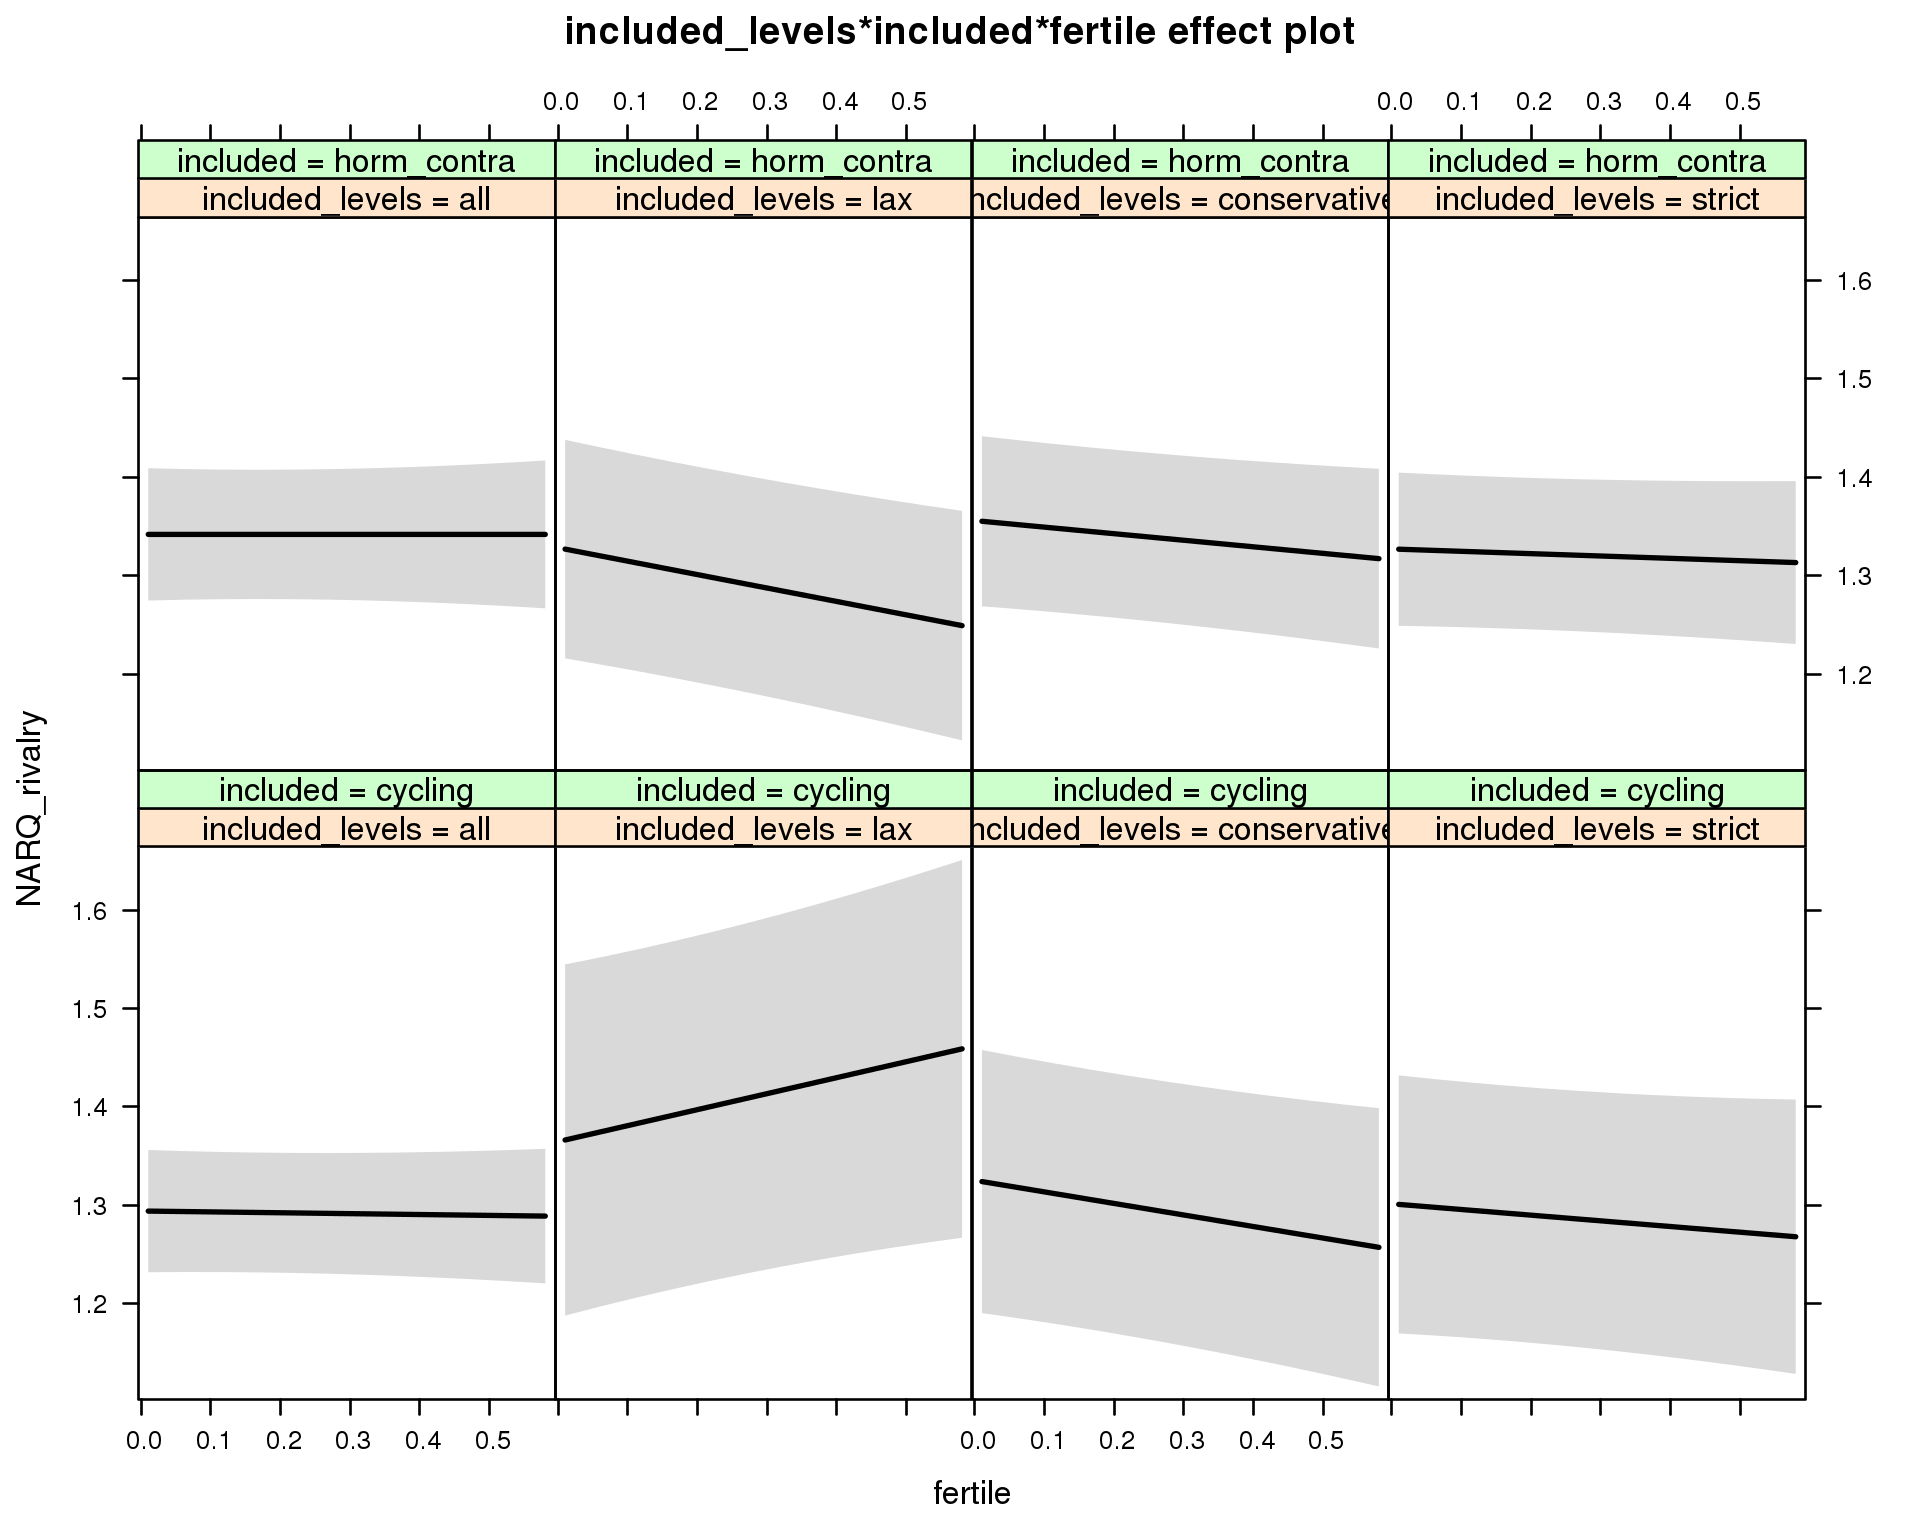 included_levels*included*fertile effect plot
0.0 0.1 0.2 0.3 0.4 0.5 0.0 0.1 0.2 0.3 0.4 0.5
included = horm_contra included = horm_contra included = horm_contra included = horm_contra
included_levels = all included_levels = lax ncluded_levels = conservative included_levels = strict
1.6
1.5
1.4
1.3
1.2
NARQ_rivalry
included = cycling included = cycling included = cycling included = cycling
included_levels = all included_levels = lax ncluded_levels = conservative included_levels = strict
1.6
1.5
1.4
1.3
1.2
0.0 0.1 0.2 0.3 0.4 0.5 0.0 0.1 0.2 0.3 0.4 0.5
fertile